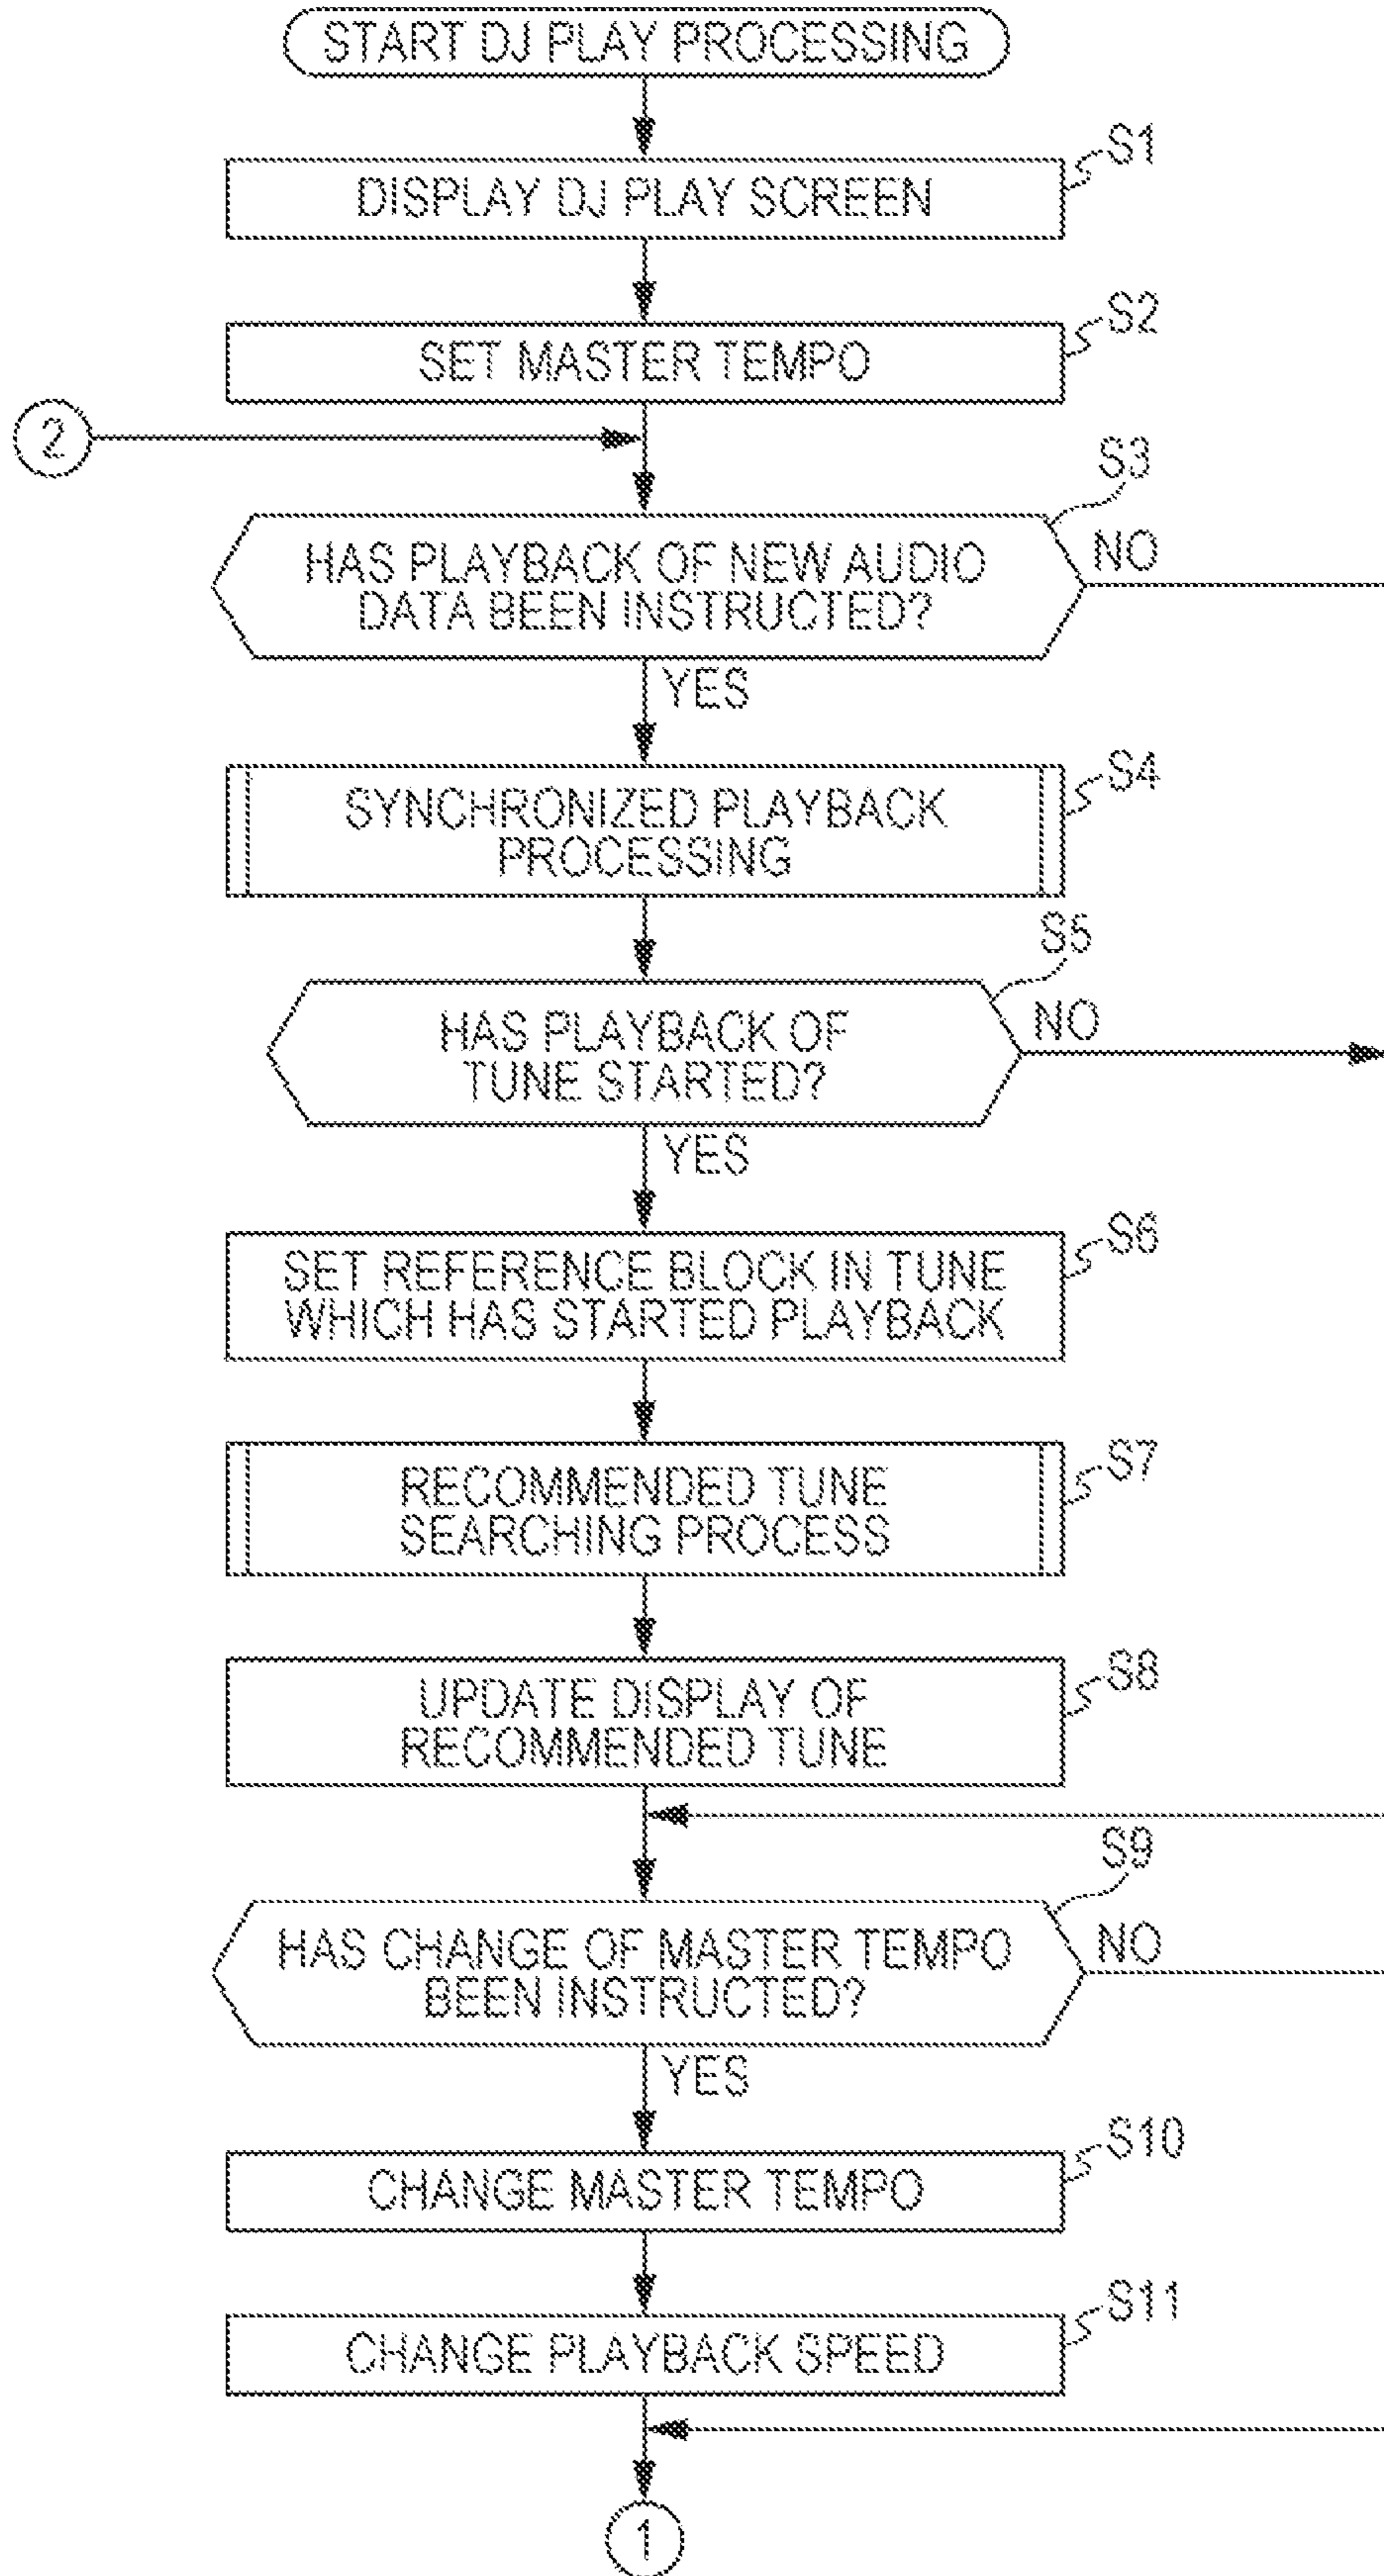 START DJ PLAY PROCESSING
S1
DISPLAY DJ PLAY SCREEN
S2
SET MASTER TEMPO
2
S3
HAS PLAYBACK OF NEW AUDIO
DATA BEEN INSTRUCTED?
NO
YES
S4
SYNCHRONIZED PLAYBACK
PROCESSING
S5
HAS PLAYBACK OF
TUNE STARTED?
NO
YES
S6
SET REFERENCE BLOCK IN TUNE
WHICH HAS STARTED PLAYBACK
S7
RECOMMENDED TUNE
SEARCHING PROCESS
S8
UPDATE DISPLAY OF
RECOMMENDED TUNE
S9
HAS CHANGE OF MASTER TEMPO
BEEN INSTRUCTED?
NO
YES
S10
CHANGE MASTER TEMPO
S11
CHANGE PLAYBACK SPEED
1